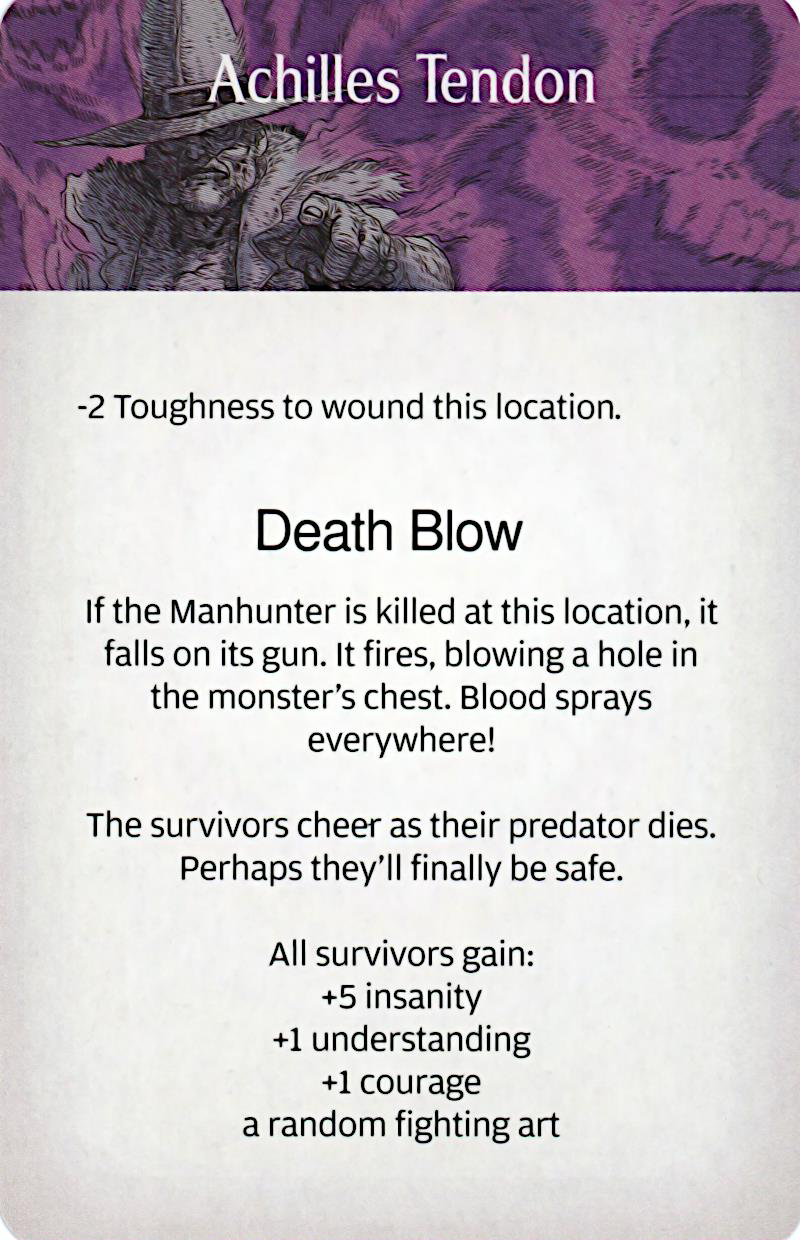 Achilles Tendon
-2 Toughness to wound this location.
Death Blow
If the Manhunter is killed at this location, it
falls on its gun. It fires, blowing a hole in
the monster’s chest. Blood sprays
everywhere!
The survivors cheer as their predator dies.
Perhaps they’ll finally be safe.
All survivors gain:
+5 insanity
+1 understanding
+1 courage
a random fighting art